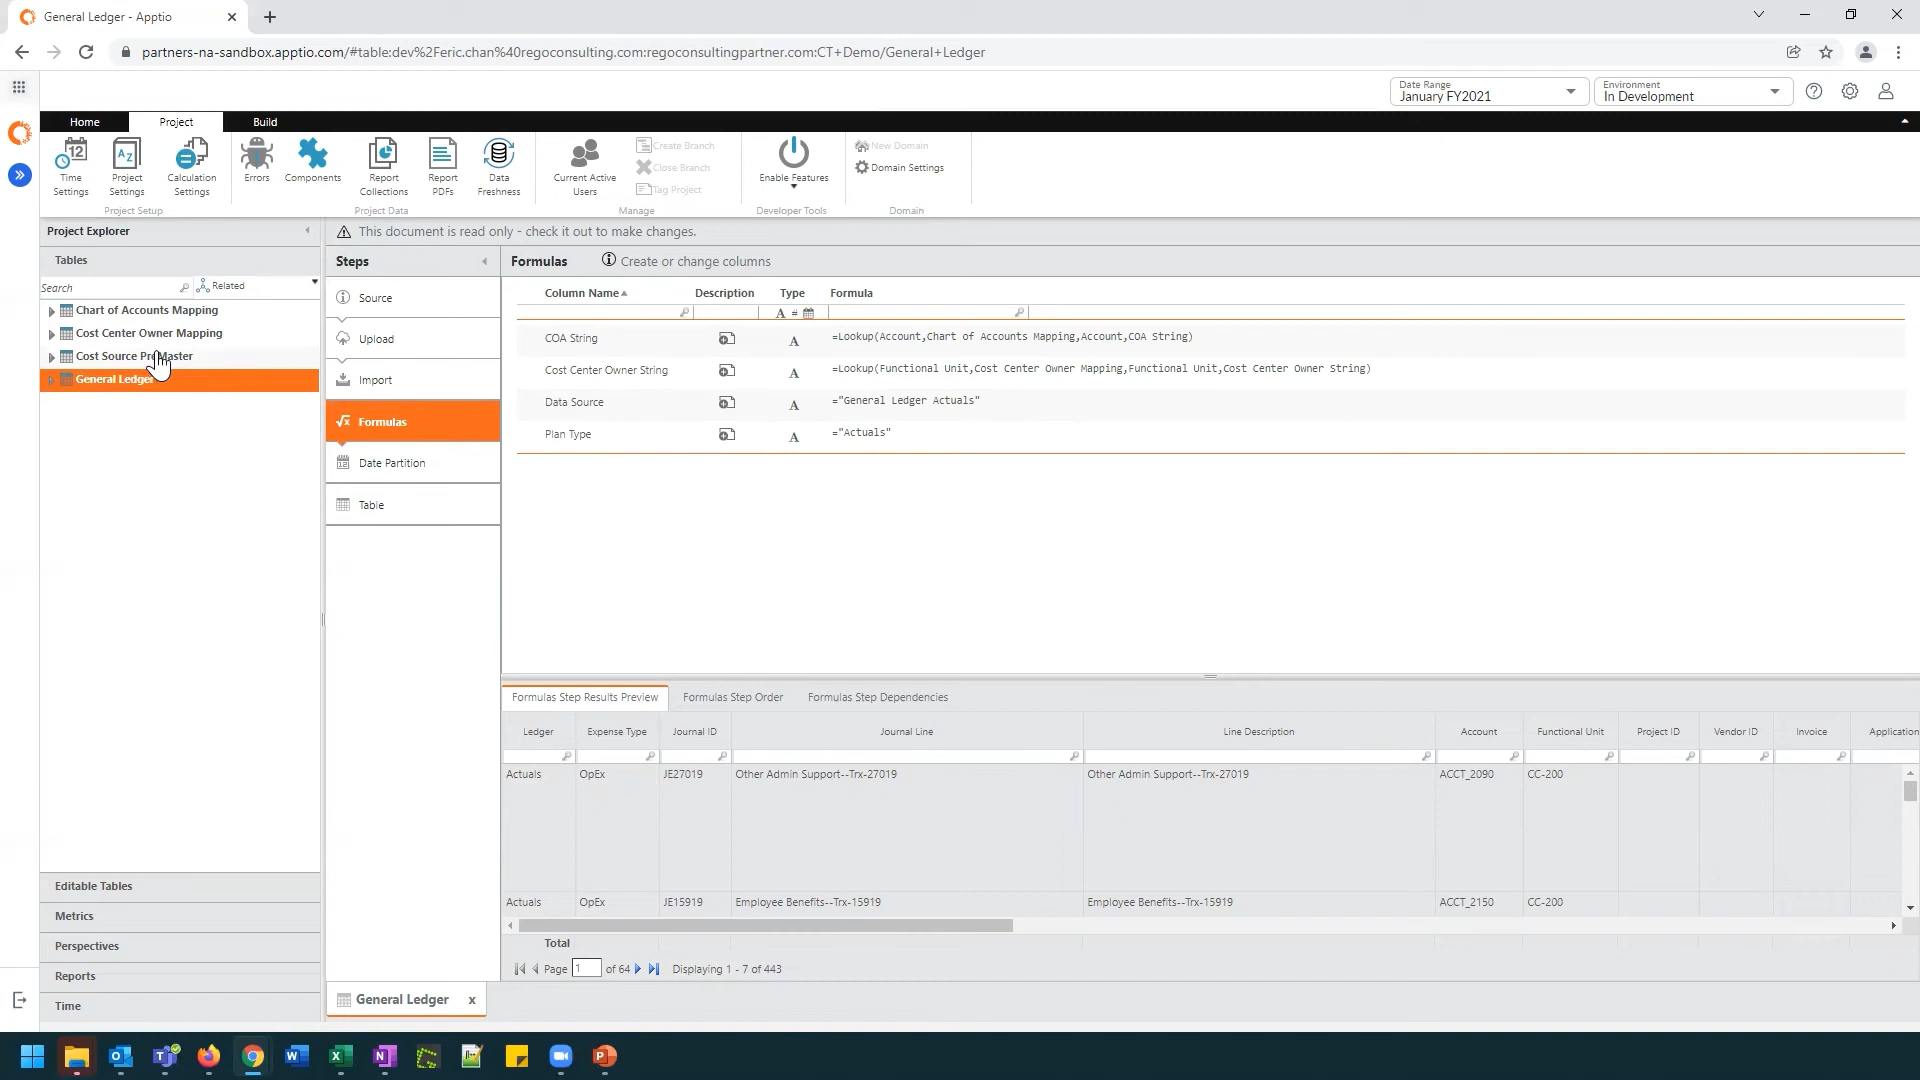 General Ledger - Apptio
partners-na-sandbox.apptio.com/#table:dev%2Feric.chan%40regoconsulting.com:regoconsultingpartner.com:CT+Demo/General+Ledger
Date Range
January FY2021
Environment
In Development
Home Project Build
Time Settings
Project Settings
Calculation Settings
Project Setup
Errors
Components
Report Collections
Report PDFs
Data Freshness
Project Data
Current Active Users
Create Branch
Close Branch
Tag Project
Manage
Enable Features
Developer Tools
New Domain
Domain Settings
Domain
Project Explorer
This document is read only - check it out to make changes.
Tables
Search
Related
Chart of Accounts Mapping
Cost Center Owner Mapping
Cost Source Pre Master
General Ledger
Editable Tables
Metrics
Perspectives
Reports
Time
Steps
Source
Upload
Import
Formulas
Date Partition
Table
Formulas Create or change columns
Column Name Description Type Formula
A # 
COA String A =Lookup(Account,Chart of Accounts Mapping,Account,COA String)
Cost Center Owner String A =Lookup(Functional Unit,Cost Center Owner Mapping,Functional Unit,Cost Center Owner String)
Data Source A ="General Ledger Actuals"
Plan Type A ="Actuals"
Formulas Step Results Preview Formulas Step Order Formulas Step Dependencies
Ledger Expense Type Journal ID Journal Line Line Description Account Functional Unit Project ID Vendor ID Invoice Application
Actuals OpEx JE27019 Other Admin Support--Trx-27019 Other Admin Support--Trx-27019 ACCT_2090 CC-200
Actuals OpEx JE15919 Employee Benefits--Trx-15919 Employee Benefits--Trx-15919 ACCT_2150 CC-200
Total
Page 1 of 64 Displaying 1 - 7 of 443
General Ledger x